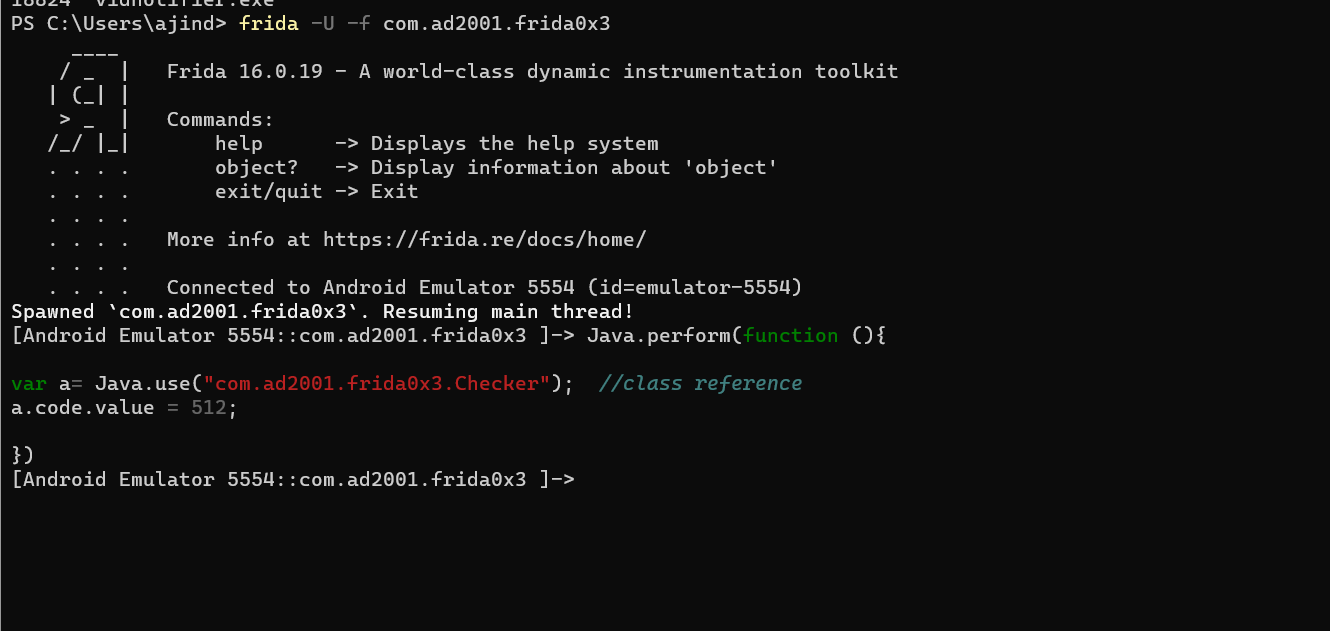 18824  vidnotifier.exe
PS C:\Users\ajind> frida -U -f com.ad2001.frida0x3
     ____
    / _  |   Frida 16.0.19 - A world-class dynamic instrumentation toolkit
   | (_| |
    > _  |   Commands:
   /_/ |_|       help      -> Displays the help system
   . . . .       object?   -> Display information about 'object'
   . . . .       exit/quit -> Exit
   . . . .
   . . . .   More info at https://frida.re/docs/home/
   . . . .
   . . . .   Connected to Android Emulator 5554 (id=emulator-5554)
Spawned `com.ad2001.frida0x3`. Resuming main thread!
[Android Emulator 5554::com.ad2001.frida0x3 ]-> Java.perform(function (){
var a= Java.use("com.ad2001.frida0x3.Checker");  //class reference
a.code.value = 512;
})
[Android Emulator 5554::com.ad2001.frida0x3 ]->